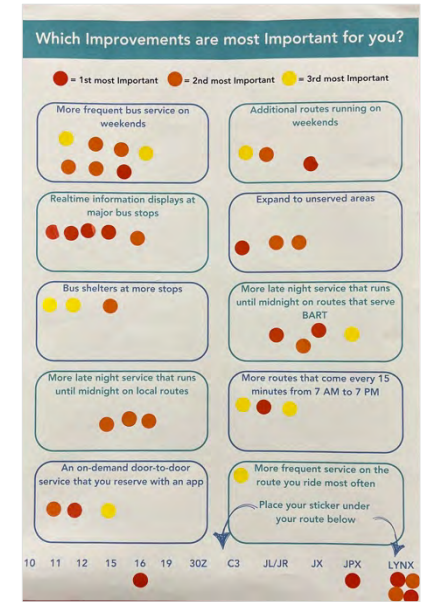 Which Improvements are most Important for you?
= 1st most Important = 2nd most Important = 3rd most Important
More frequent bus service on
weekends
Additional routes running on
weekends
Realtime information displays at
major bus stops
Expand to unserved areas
Bus shelters at more stops
More late night service that runs
until midnight on routes that serve
BART
More late night service that runs
until midnight on local routes
More routes that come every 15
minutes from 7 AM to 7 PM
An on-demand door-to-door
service that you reserve with an app
More frequent service on the
route you ride most often
Place your sticker under
your route below
10 11 12 15 16 19 30Z C3 JL/JR JX JPX LYNX